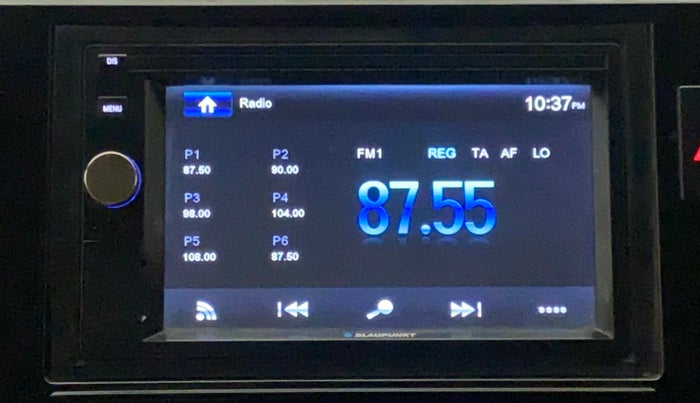 DIS
MENU
Radio
10:37PM
P1 P2
87.50 90.00
P3 P4
98.00 104.00
P5 P6
108.00 87.50
FM1 REG TA AF LO
87.55
BLAUPUNKT